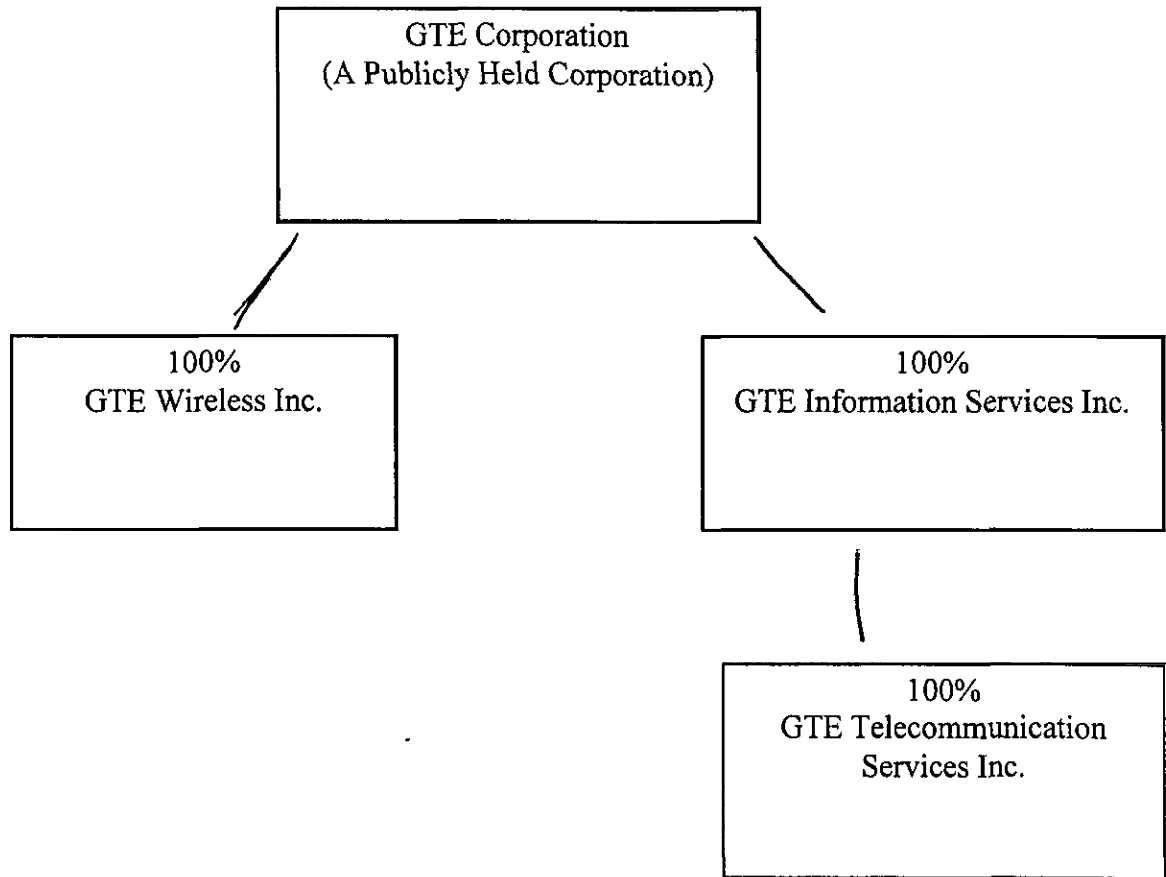 GTE Corporation
(A Publicly Held Corporation)
100%
GTE Wireless Inc.
100%
GTE Information Services Inc.
100%
GTE Telecommunication
Services Inc.